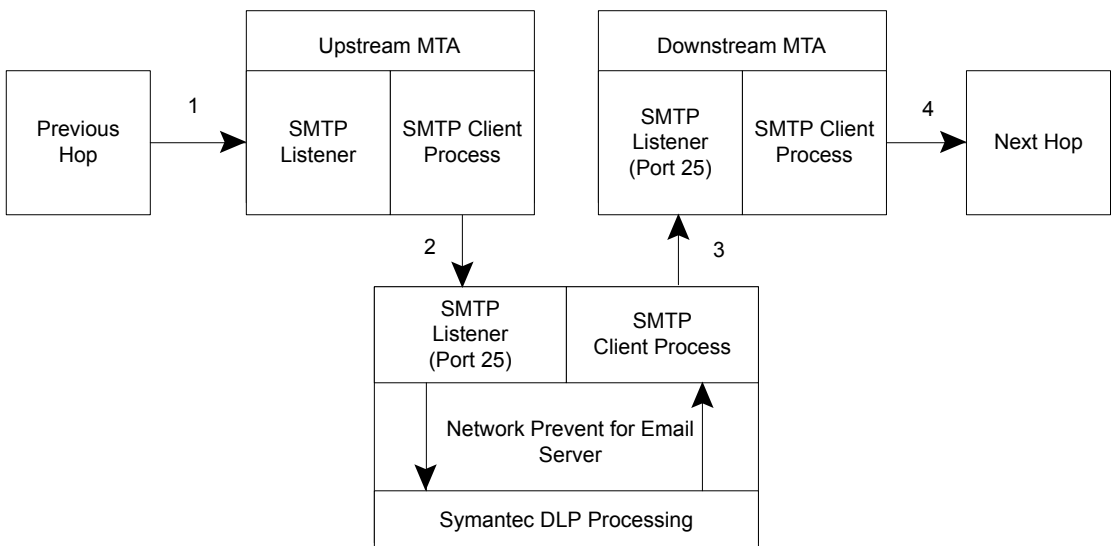 Upstream MTA
Downstream MTA
Previous
Hop
1
SMTP
Listener
SMTP Client
Process
SMTP
Listener
(Port 25)
SMTP Client
Process
4
Next Hop
2
3
SMTP
Listener
(Port 25)
SMTP
Client Process
Network Prevent for Email
Server
Symantec DLP Processing